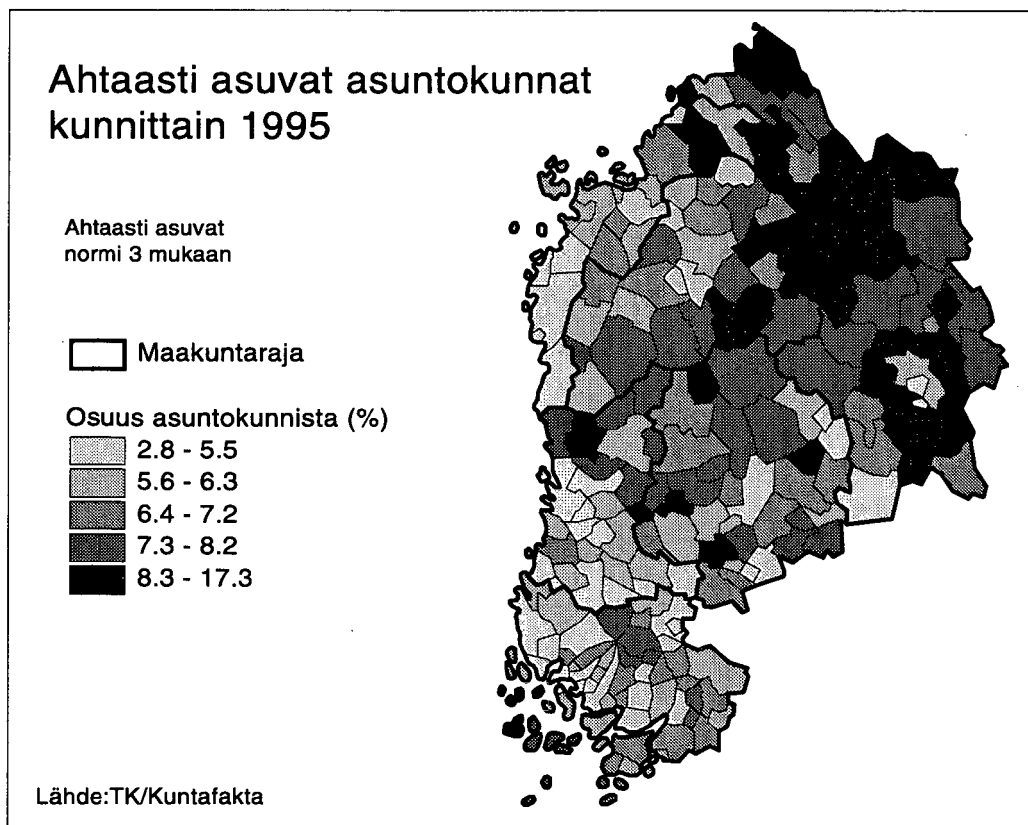 Ahtaasti asuvat asuntokunnat
kunnittain 1995
Ahtaasti asuvat
normi 3 mukaan
Maakuntaraja
Osuus asuntokunnista (%)
2.8 - 5.5
5.6 - 6.3
6.4 - 7.2
7.3 - 8.2
8.3 - 17.3
Lähde:TK/Kuntafakta